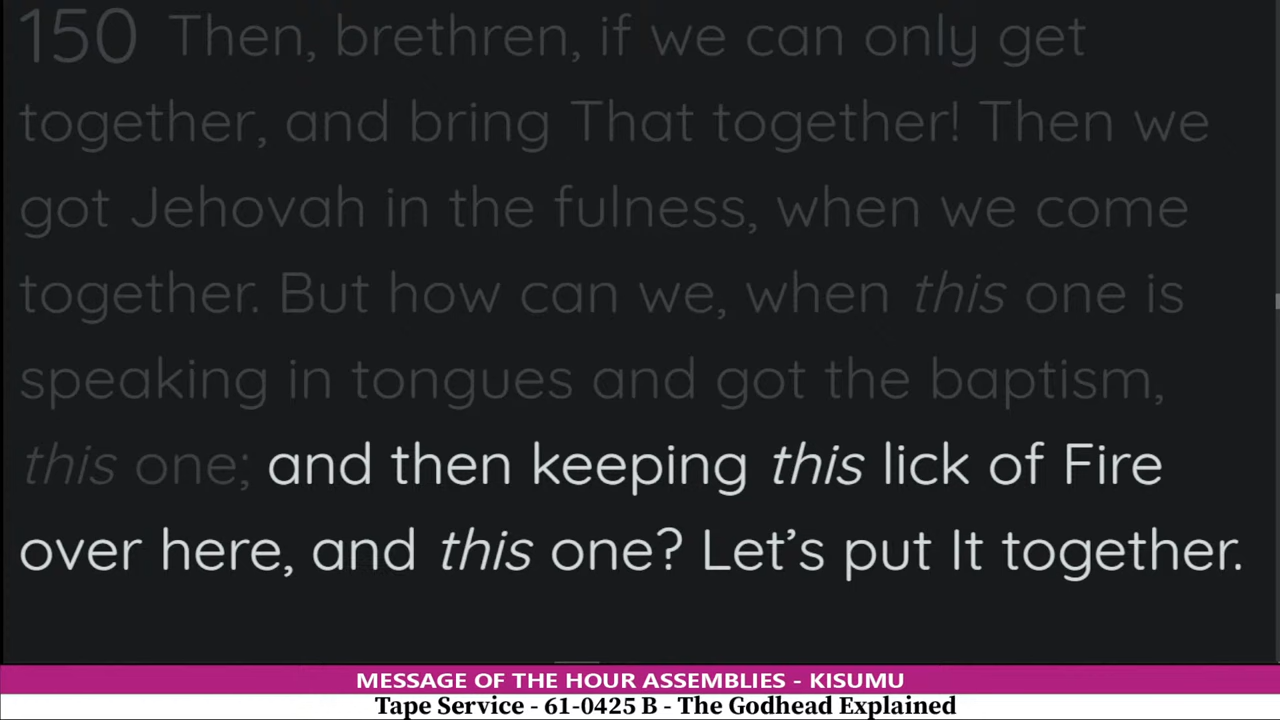 150 Then, brethren, if we can only get
together, and bring That together! Then we
got Jehovah in the fulness, when we come
together. But how can we, when this one is
speaking in tongues and got the baptism,
this one; and then keeping this lick of Fire
over here, and this one? Let’s put It together.
MESSAGE OF THE HOUR ASSEMBLIES - KISUMU
Tape Service - 61-0425 B - The Godhead Explained